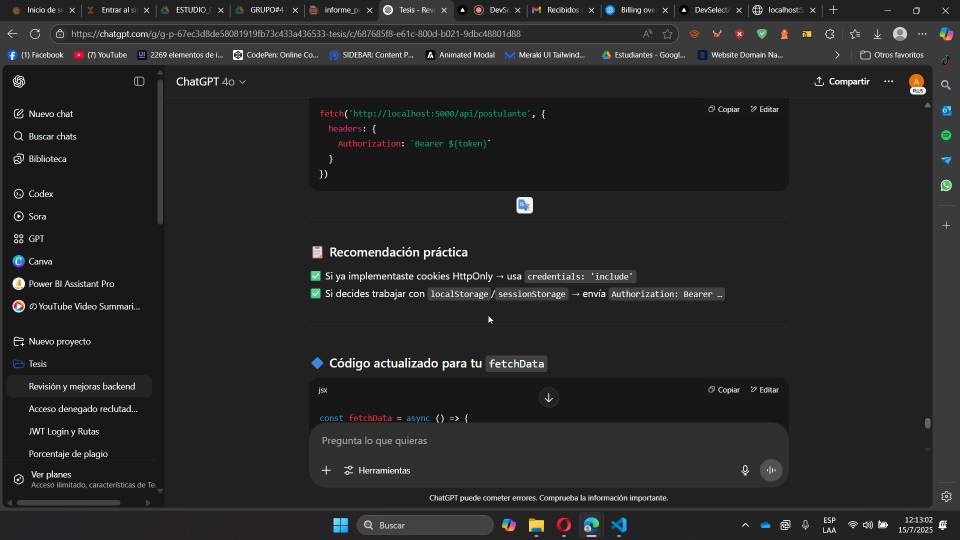 Inicio de se
Entrar al si
ESTUDIO_
GRUPO#4
informe_p
Tesis - Rev
DevS
Recibidos
Billing ove
DevSelect
localhost:
https://chatgpt.com/g/g-p-67ec3d8de58081919fb73c433a436533-tesis/c/687685f8-e61c-800d-b021-9dbc48801d88
(1) Facebook
(7) YouTube
2269 elementos de i...
CodePen: Online Co...
SIDEBAR: Content P...
Animated Modal
Meraki UI Tailwind...
Estudiantes - Googl...
Website Domain Na...
Otros favoritos
ChatGPT 4o
Compartir
A
PLUS
Nuevo chat
Buscar chats
Biblioteca
Codex
Sora
GPT
Canva
Power BI Assistant Pro
の YouTube Video Summari...
Nuevo proyecto
Tesis
Revisión y mejoras backend
Acceso denegado reclutad...
JWT Login y Rutas
Porcentaje de plagio
Ver planes
Acceso ilimitado, características de Te
Copiar
Editar
fetch('http://localhost:5000/api/postulante', {
headers: {
Authorization: `Bearer ${token}`
}
})
Recomendación práctica
Si ya implementaste cookies HttpOnly → usa credentials: 'include'
Si decides trabajar con localStorage/sessionStorage → envía Authorization: Bearer …
Código actualizado para tu fetchData
jsx
Copiar
Editar
const fetchData = async () => {
Pregunta lo que quieras
Herramientas
ChatGPT puede cometer errores. Comprueba la información importante.
Buscar
ESP
LAA
12:13:02
15/7/2025